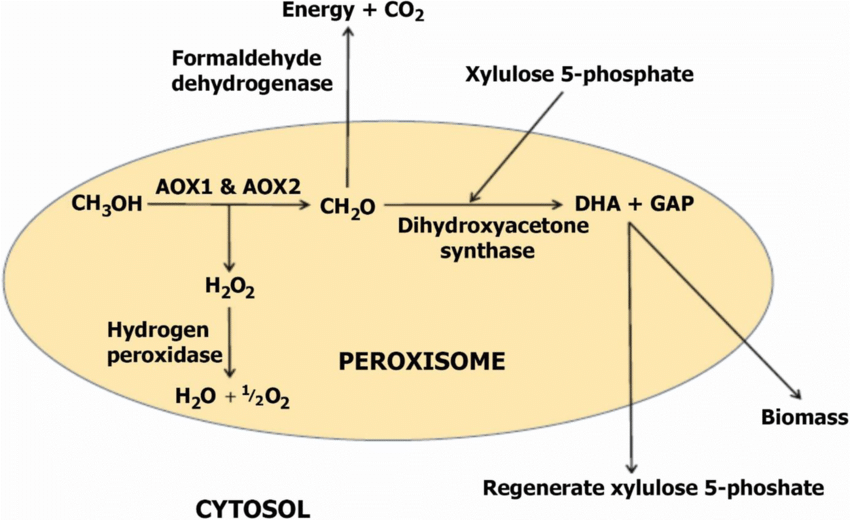 Energy + CO₂
Formaldehyde
dehydrogenase
Xylulose 5-phosphate
AOX1 & AOX2
CH₃OH
CH₂O
DHA + GAP
Dihydroxyacetone
synthase
H₂O₂
Hydrogen
peroxidase
PEROXISOME
H₂O + ½O₂
Biomass
Regenerate xylulose 5-phoshate
CYTOSOL